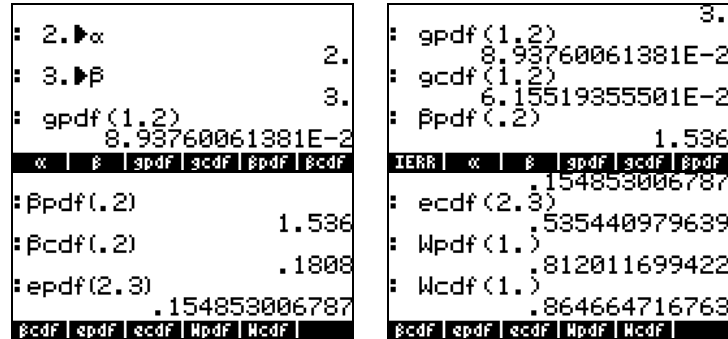 : 2.▶α
2.
: 3.▶β
3.
: gpdf(1.2)
8.93760061381E-2
α | β | gpdf | gcdf | βpdf | βcdf
3.
: gpdf(1.2)
8.93760061381E-2
: gcdf(1.2)
6.15519355501E-2
: βpdf(.2)
1.536
IERR | α | β | gpdf | gcdf | βpdf
:βpdf(.2)
1.536
:βcdf(.2)
.1808
:epdf(2.3)
.154853006787
βcdf | epdf | ecdf | Wpdf | Wcdf |
.154853006787
: ecdf(2.3)
.535440979639
: Wpdf(1.)
.812011699422
: Wcdf(1.)
.864664716763
βcdf | epdf | ecdf | Wpdf | Wcdf |